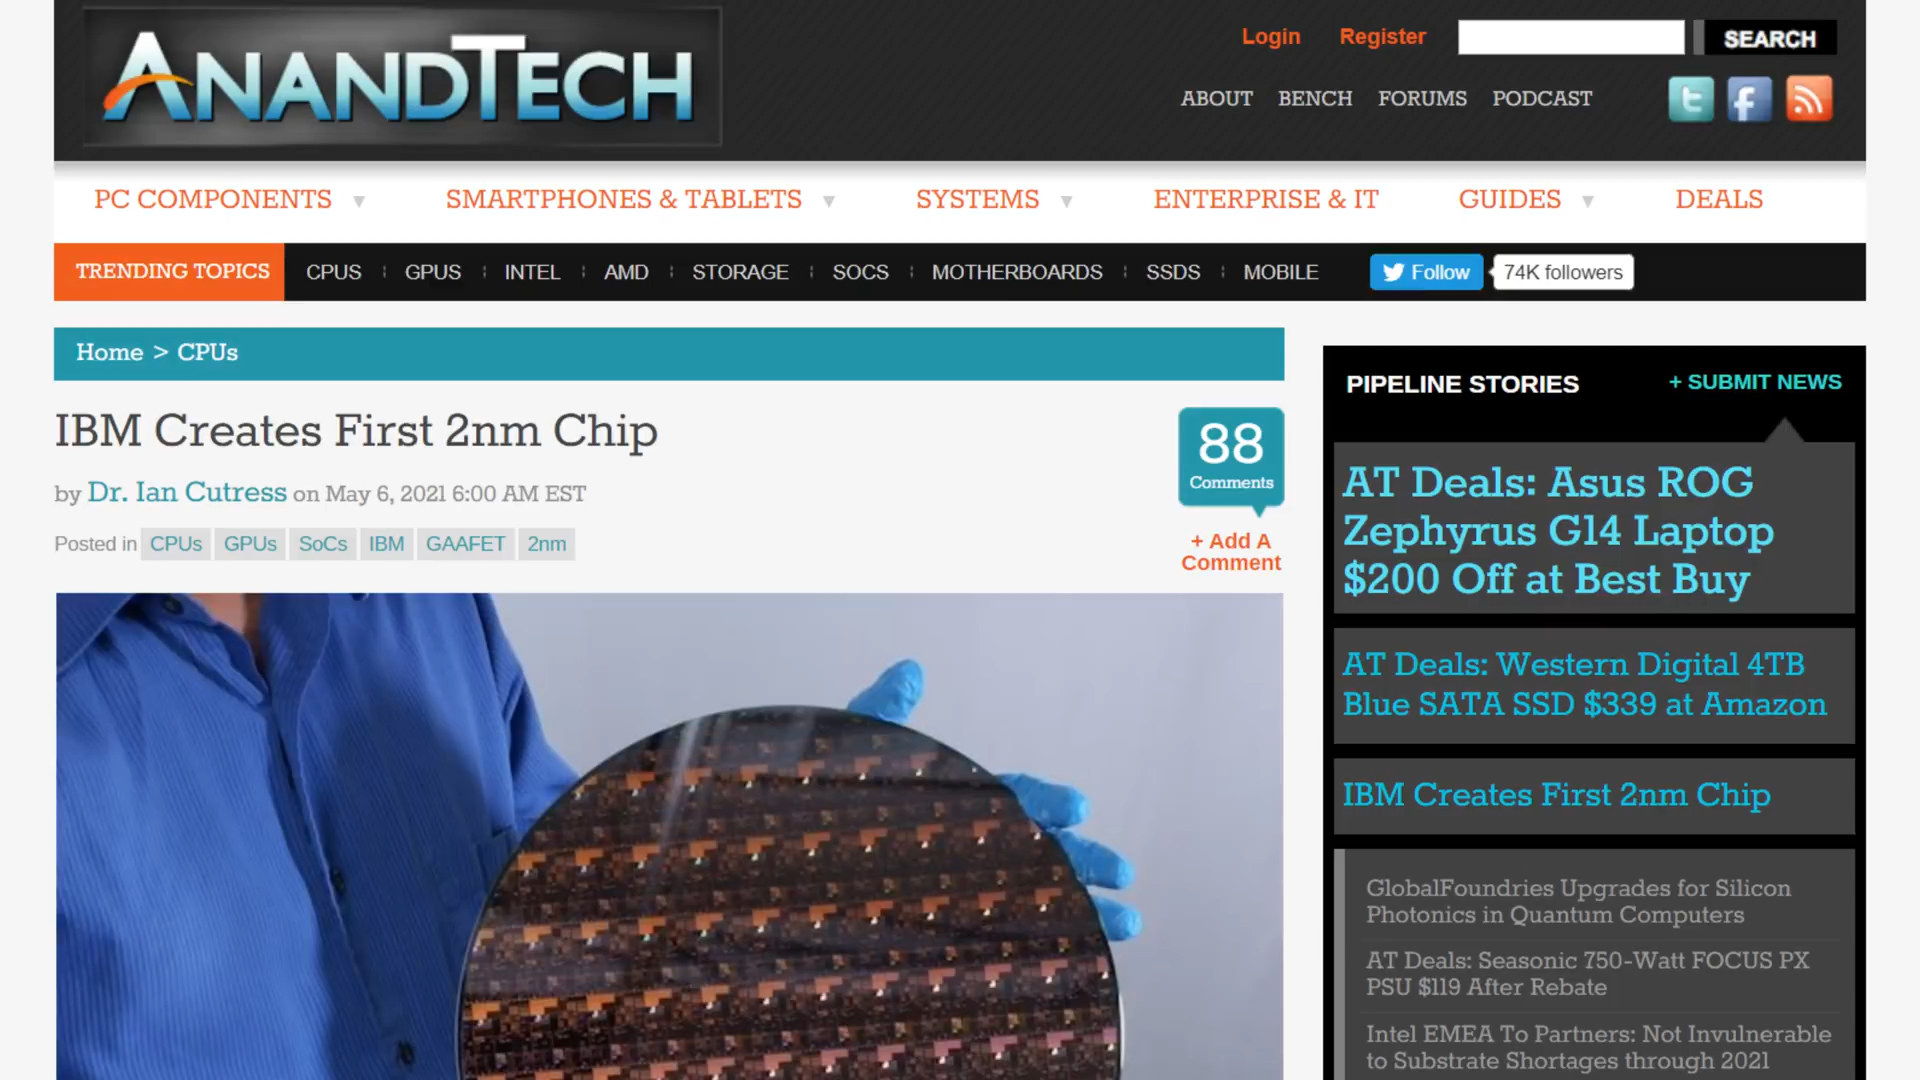 ANANDTECH
Login Register SEARCH
ABOUT BENCH FORUMS PODCAST
PC COMPONENTS SMARTPHONES & TABLETS SYSTEMS ENTERPRISE & IT GUIDES DEALS
TRENDING TOPICS CPUS GPUS INTEL AMD STORAGE SOCS MOTHERBOARDS SSDS MOBILE Follow 74K followers
Home > CPUs
IBM Creates First 2nm Chip
by Dr. Ian Cutress on May 6, 2021 6:00 AM EST
Posted in CPUs GPUs SoCs IBM GAAFET 2nm
88
Comments
+ Add A
Comment
PIPELINE STORIES + SUBMIT NEWS
AT Deals: Asus ROG
Zephyrus G14 Laptop
$200 Off at Best Buy
AT Deals: Western Digital 4TB
Blue SATA SSD $339 at Amazon
IBM Creates First 2nm Chip
GlobalFoundries Upgrades for Silicon
Photonics in Quantum Computers
AT Deals: Seasonic 750-Watt FOCUS PX
PSU $119 After Rebate
Intel EMEA To Partners: Not Invulnerable
to Substrate Shortages through 2021